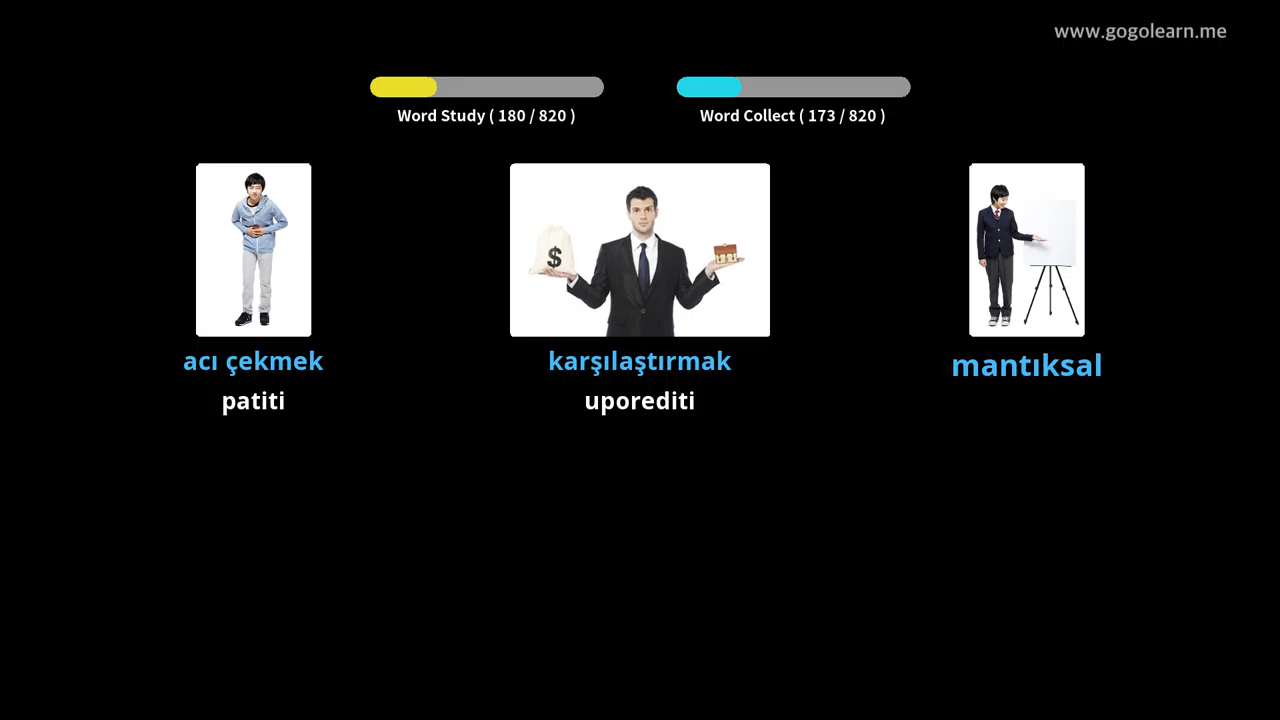 www.gogolearn.me
Word Study ( 180 / 820 )
Word Collect ( 173 / 820 )
$
acı çekmek
patiti
karşılaştırmak
uporediti
mantıksal